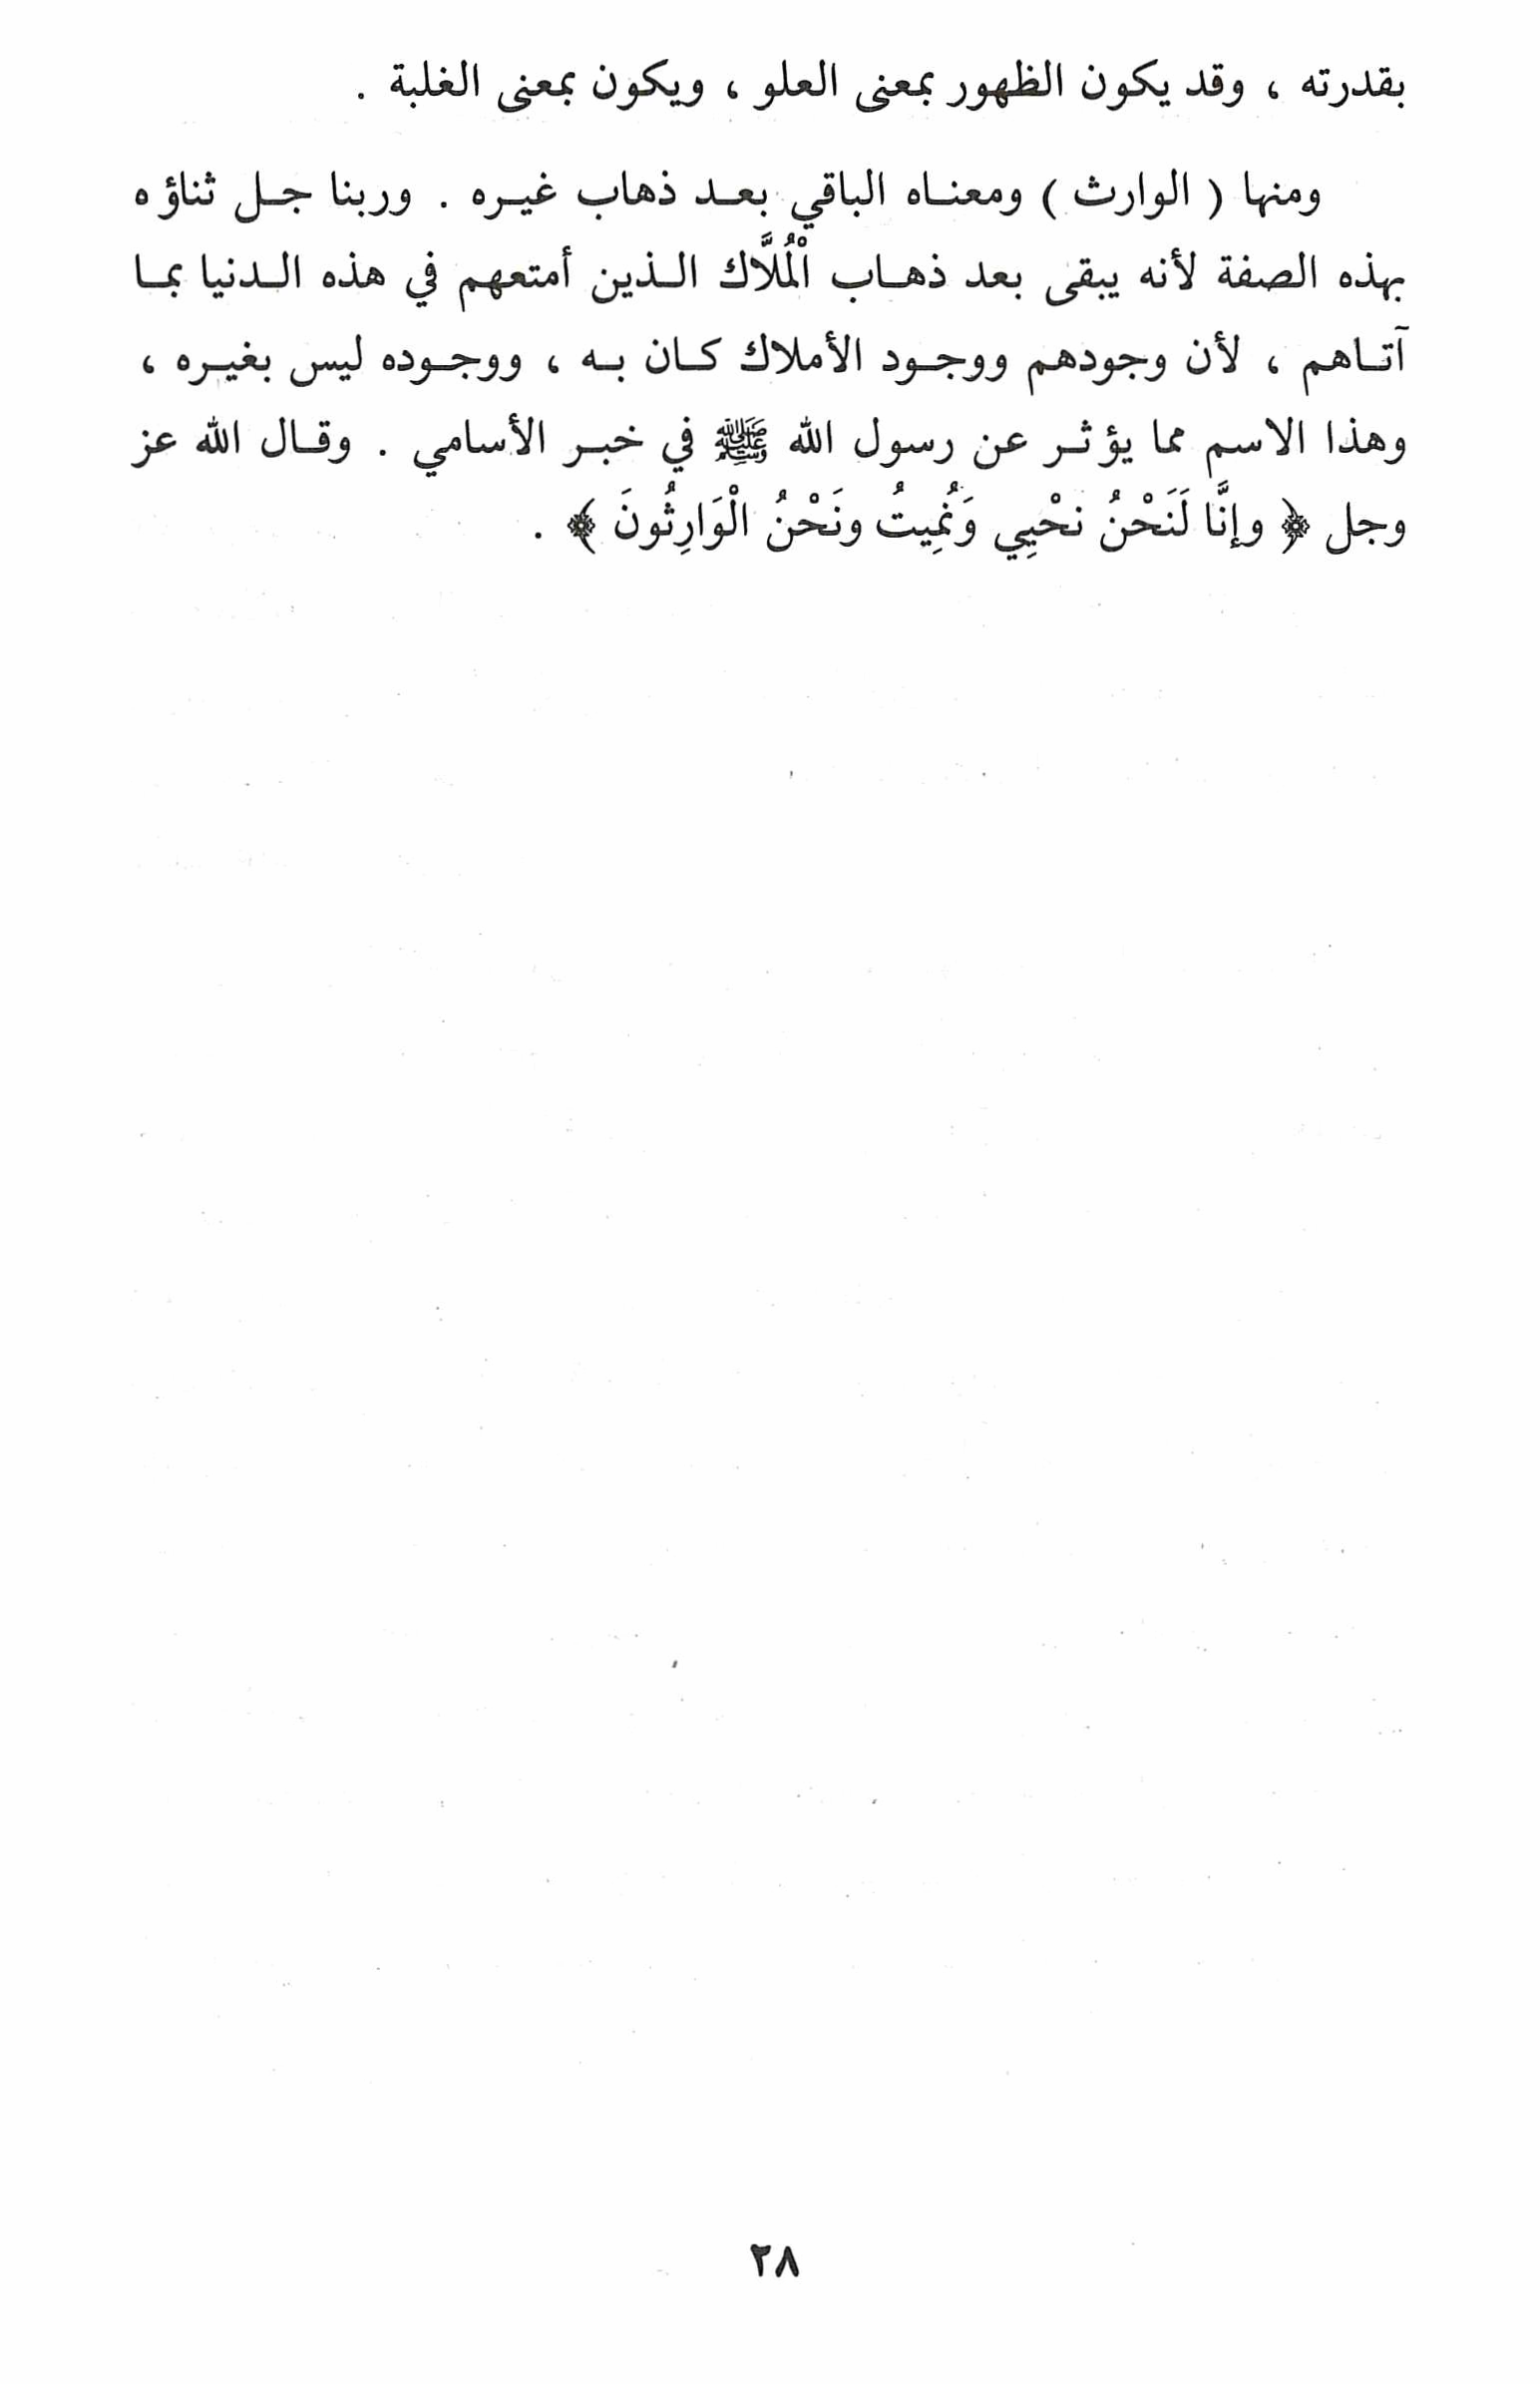 بقدرته ، وقد يكون الظهور بمعنى العلو ، ويكون بمعنى الغلبة .
ومنها ( الوارث ) ومعناه الباقي بعد ذهاب غيره . وربنا جل ثناؤه
بهذه الصفة لأنه يبقى بعد ذهاب الْمُلَّاك الذين أمتعهم في هذه الدنيا بما
آتاهم ، لأن وجودهم ووجود الأملاك كان به ، ووجوده ليس بغيره ،
وهذا الاسم مما يؤثر عن رسول الله ﷺ في خبر الأسامي . وقال الله عز
وجل ﴿ وإنَّا لَنَحْنُ نحْيِي وَنُمِيتُ ونَحْنُ الْوَارِثُونَ ﴾ .
٢٨